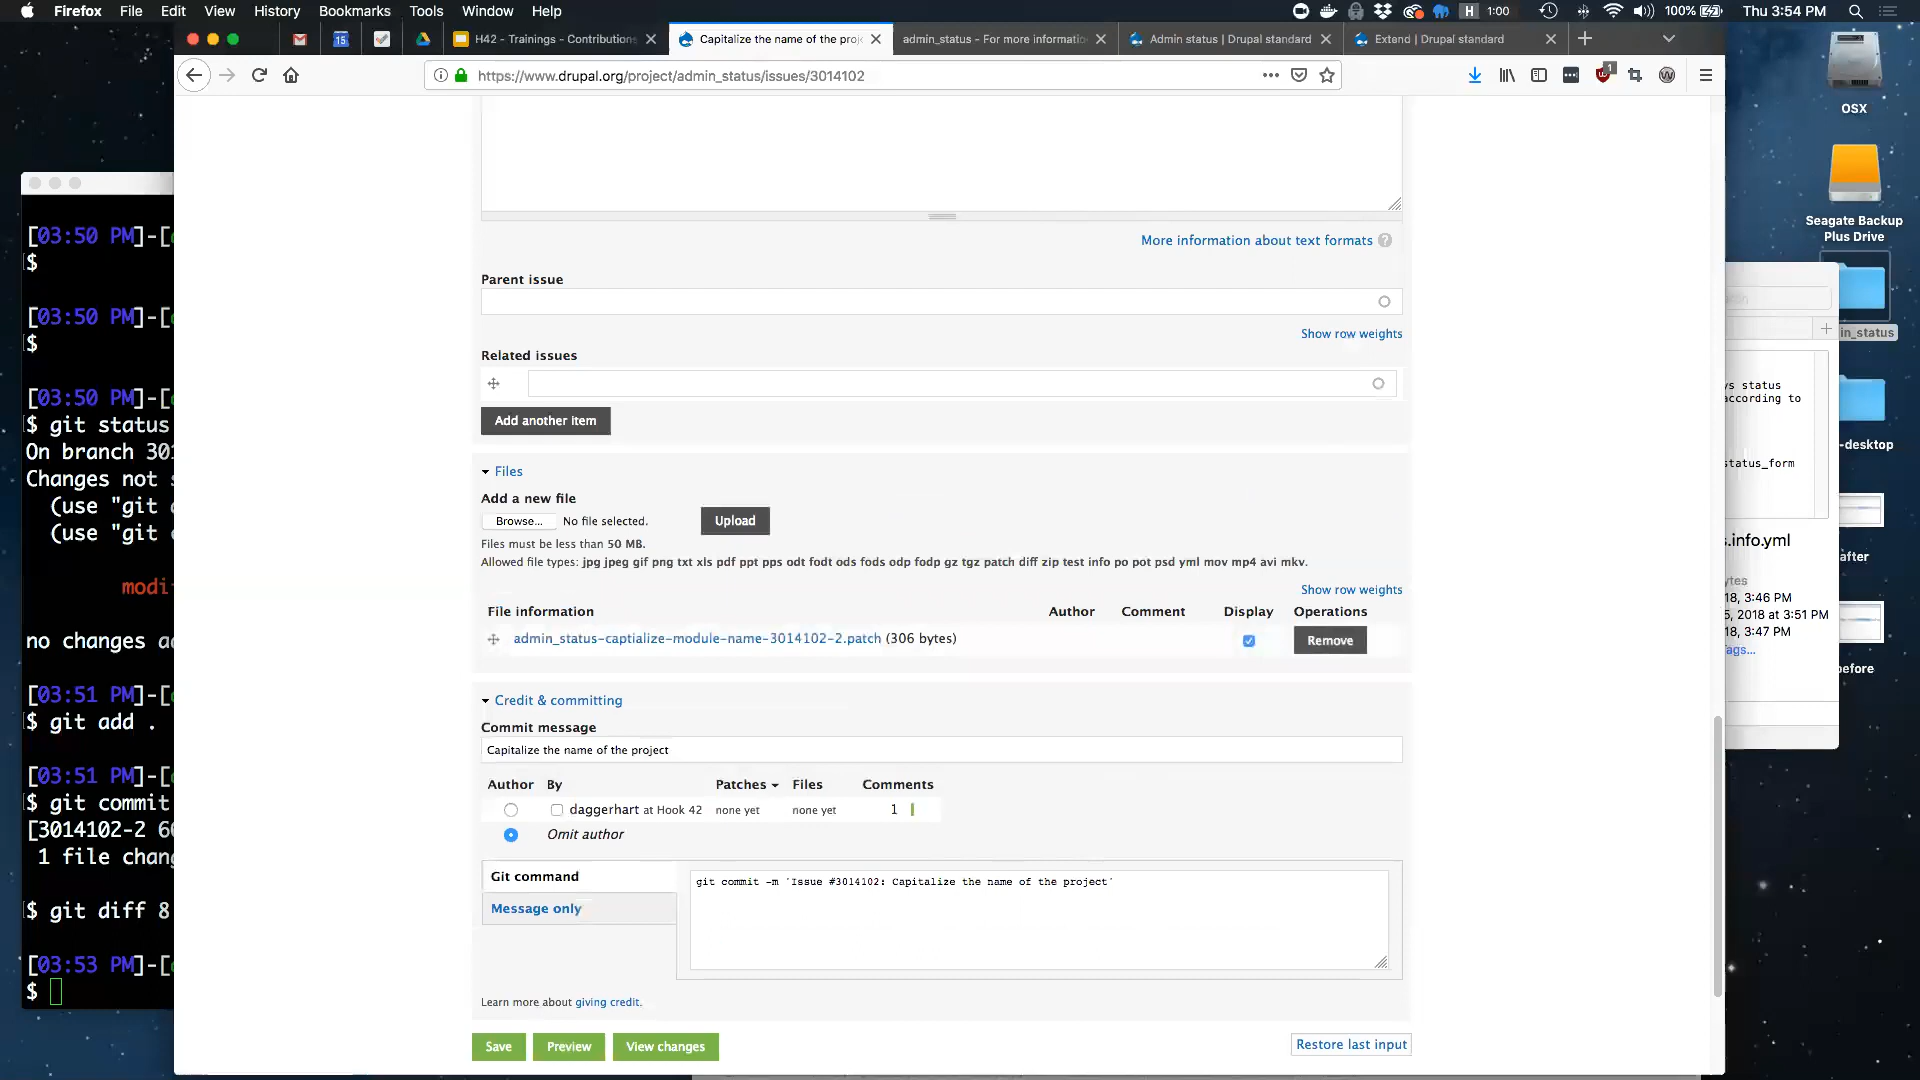 Firefox File Edit View History Bookmarks Tools Window Help
H 1:00 100% Thu 3:54 PM
H42 - Trainings - Contributions
Capitalize the name of the proj
admin_status - For more informatio
Admin status | Drupal standard
Extend | Drupal standard
https://www.drupal.org/project/admin_status/issues/3014102
1
OSX
Seagate Backup
Plus Drive
in_status
-desktop
after
before
[03:50 PM]-[
$
[03:50 PM]-[
$
[03:50 PM]-[
$ git status
On branch 301
Changes not s
(use "git
(use "git
modi
no changes
[03:51 PM]-[
$ git add .
[03:51 PM]-[
$ git commit
[3014102-2
1 file chang
$ git diff 8
[03:53 PM]-[
$
More information about text formats ?
Parent issue
Show row weights
Related issues
Add another item
Files
Add a new file
Browse... No file selected. Upload
Files must be less than 50 MB.
Allowed file types: jpg jpeg gif png txt xls pdf ppt pps odt fodt ods fods odp fodp gz tgz patch diff zip test info po pot psd yml mov mp4 avi mkv.
Show row weights
File information Author Comment Display Operations
admin_status-captialize-module-name-3014102-2.patch (306 bytes) Remove
Credit & committing
Commit message
Capitalize the name of the project
Author By Patches Files Comments
daggerhart at Hook 42 none yet none yet 1
Omit author
Git command
Message only
git commit -m 'Issue #3014102: Capitalize the name of the project'
Learn more about giving credit.
Save Preview View changes Restore last input
status
according to
status_form
s.info.yml
ytes
18, 3:46 PM
5, 2018 at 3:51 PM
18, 3:47 PM
Tags...